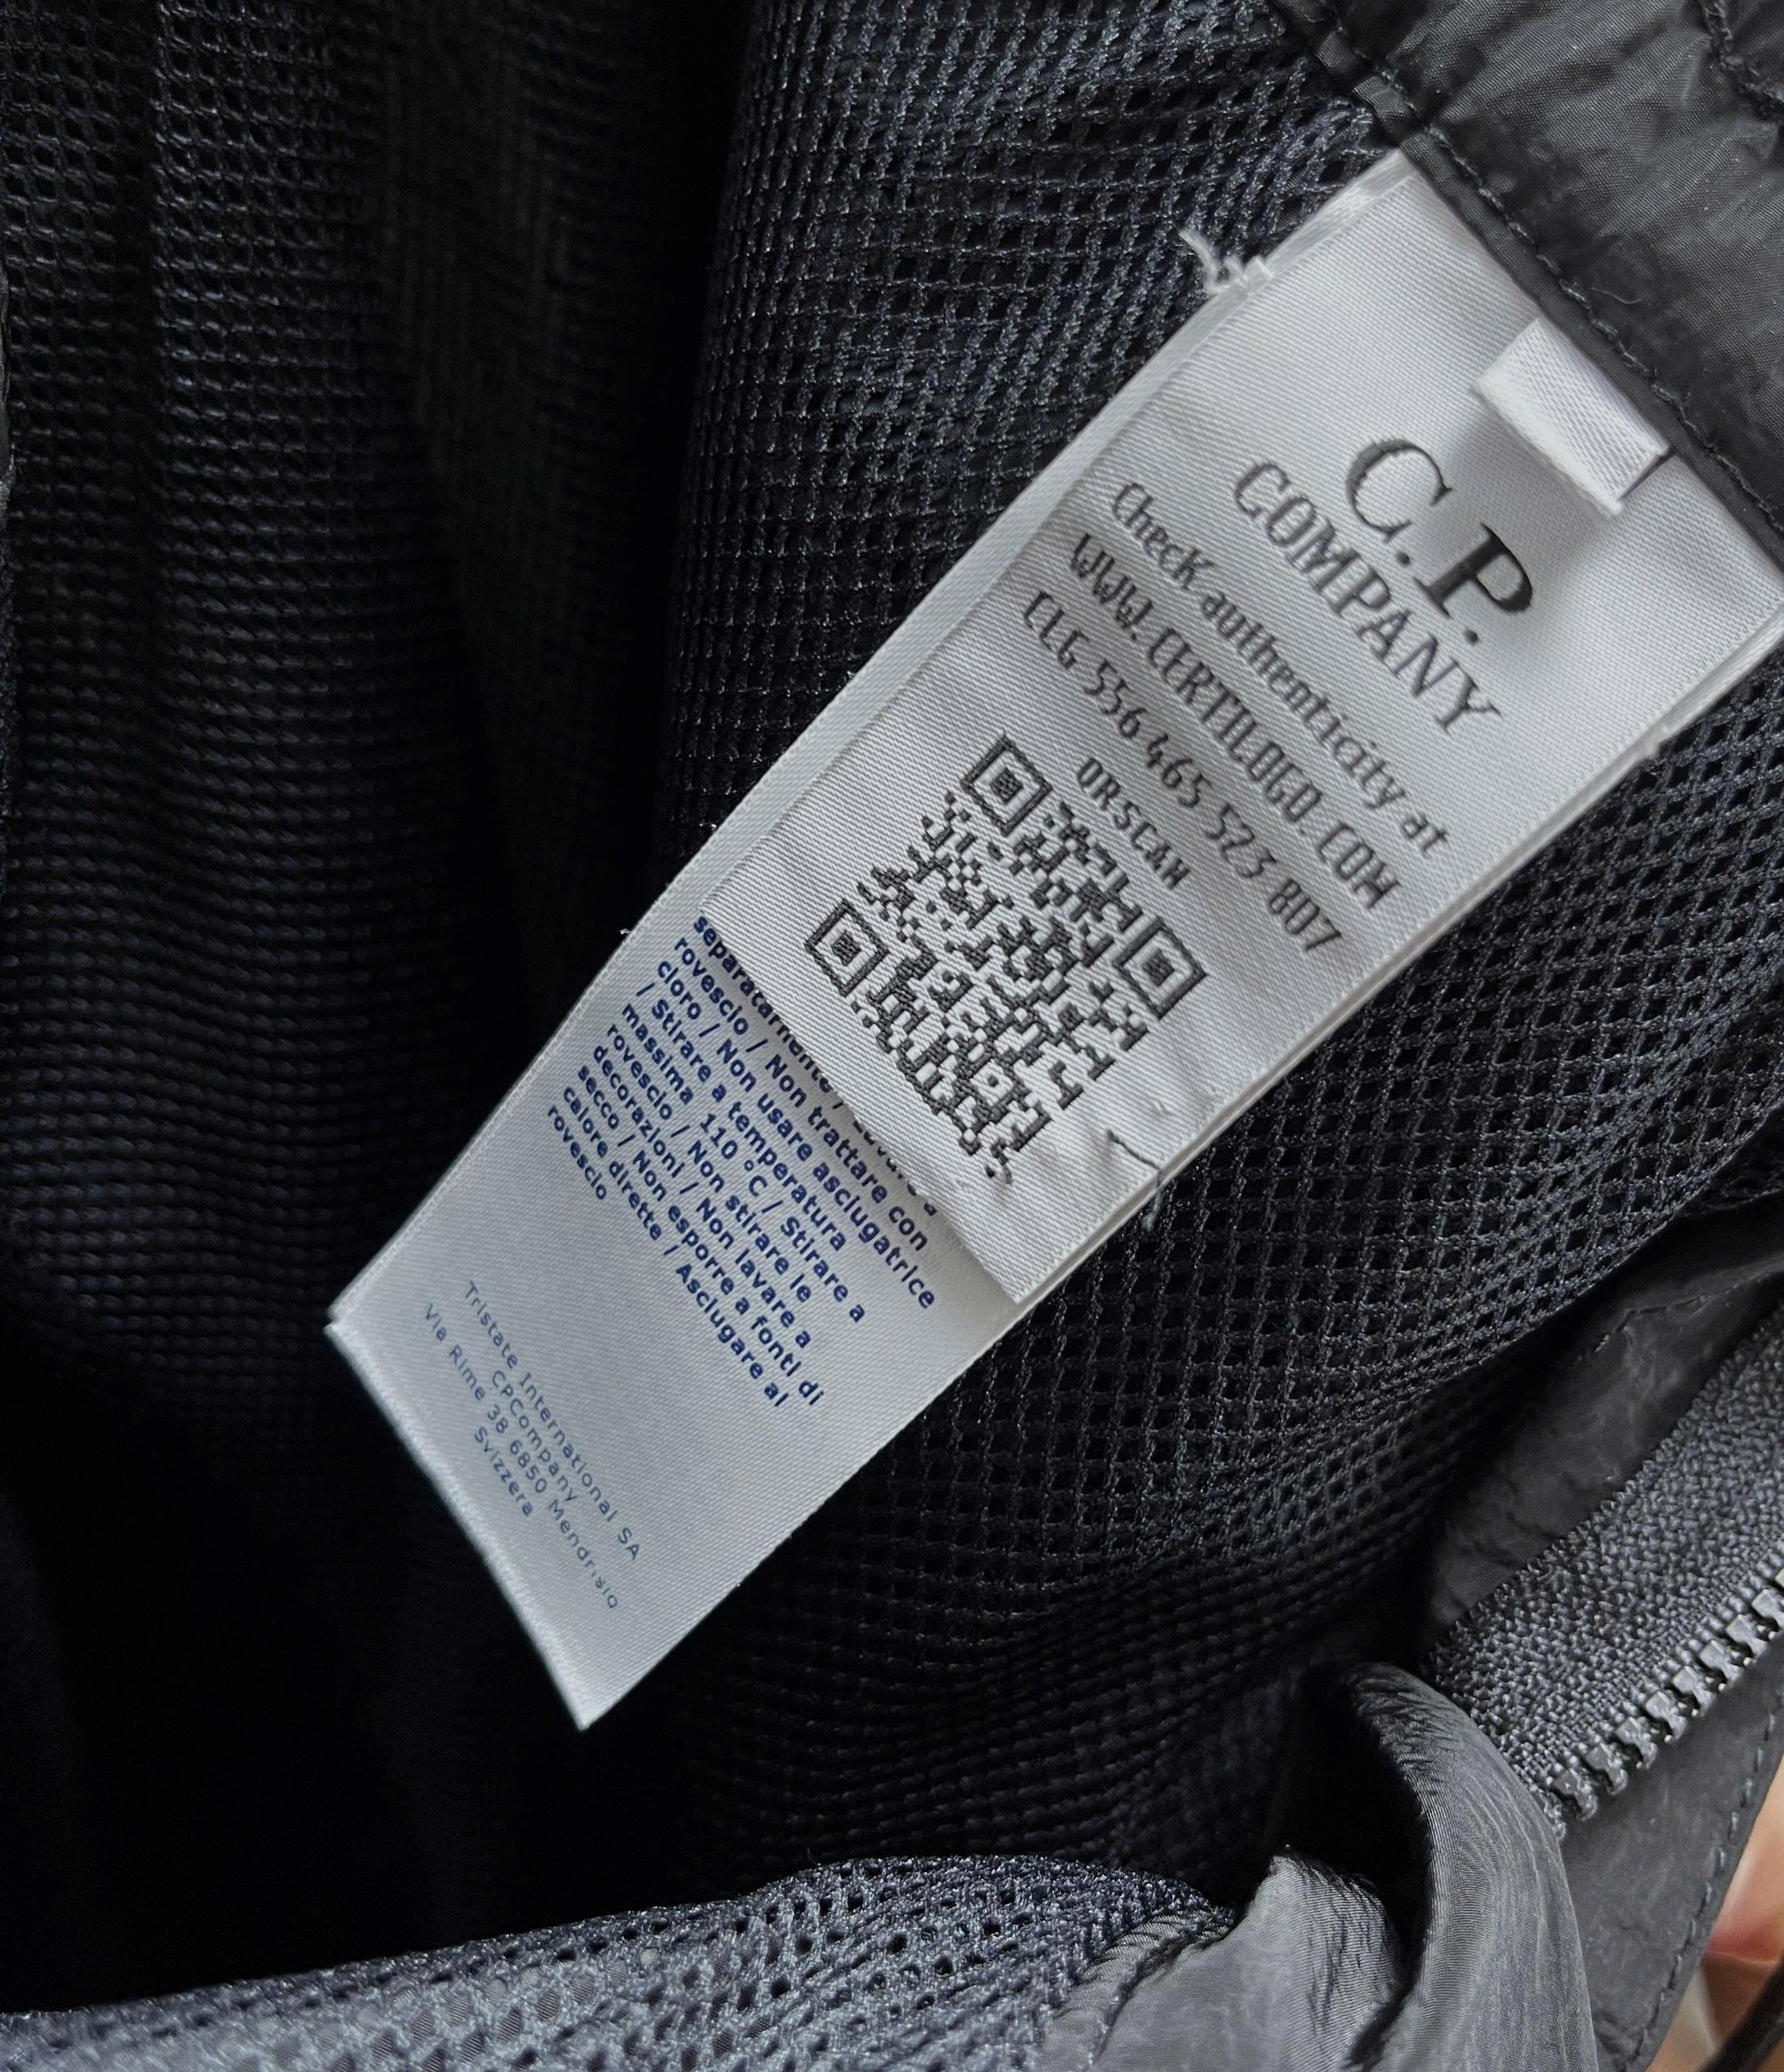 C.P.
COMPANY
Check authenticity at
WWW.CERTILOGO.COM
CLG 556 465 523 807
OR SCAN
separatamente /
rovescio / Non trattare con
cloro / Non usare asciugatrice
/ Stirare a temperatura
massima 110 °C / Stirare a
rovescio / Non stirare le
decorazioni / Non lavare a
secco / Non esporre a fonti di
calore dirette / Asciugare al
rovescio
Tristate International SA
CPCompany
Via Rime 38 6850 Mendrisio
Svizzera